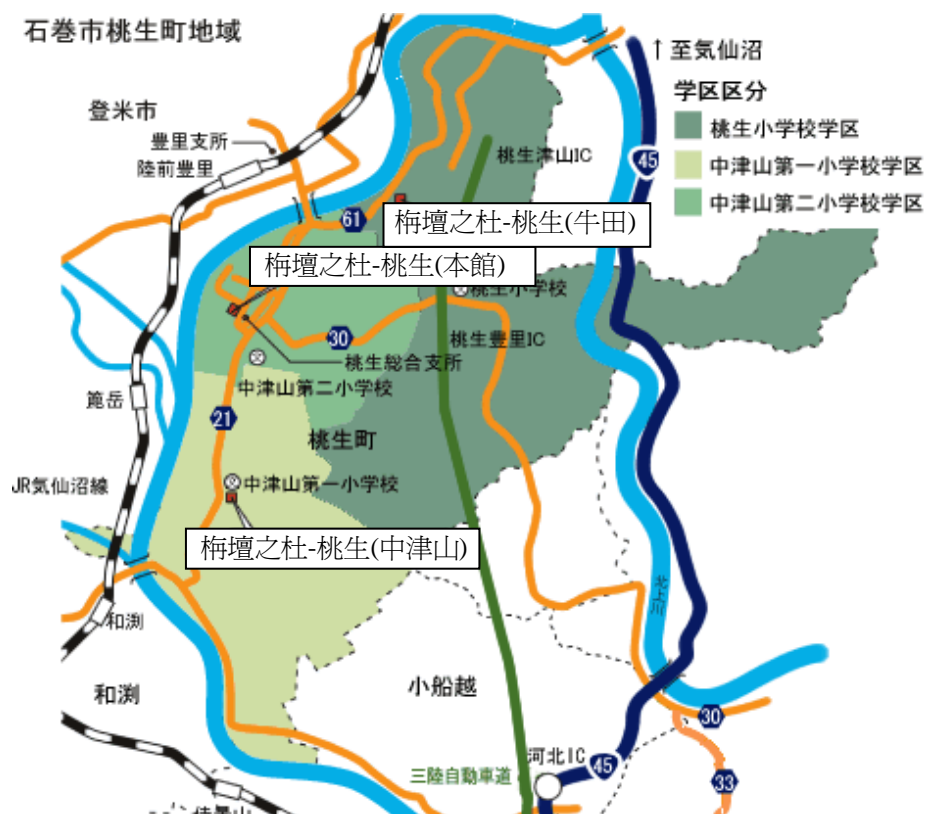 石巻市桃生町地域
↑至気仙沼
学区区分
桃生小学校学区
中津山第一小学校学区
中津山第二小学校学区
登米市
豊里支所
陸前豊里
桃生津山IC
45
61
栴壇之杜-桃生(牛田)
栴壇之杜-桃生(本館)
桃生小学校
30
桃生豊里IC
桃生総合支所
中津山第二小学校
箆岳
21
桃生町
JR気仙沼線
中津山第一小学校
栴壇之杜-桃生(中津山)
北上川
和渕
和渕
小船越
30
河北IC
45
三陸自動車道
33